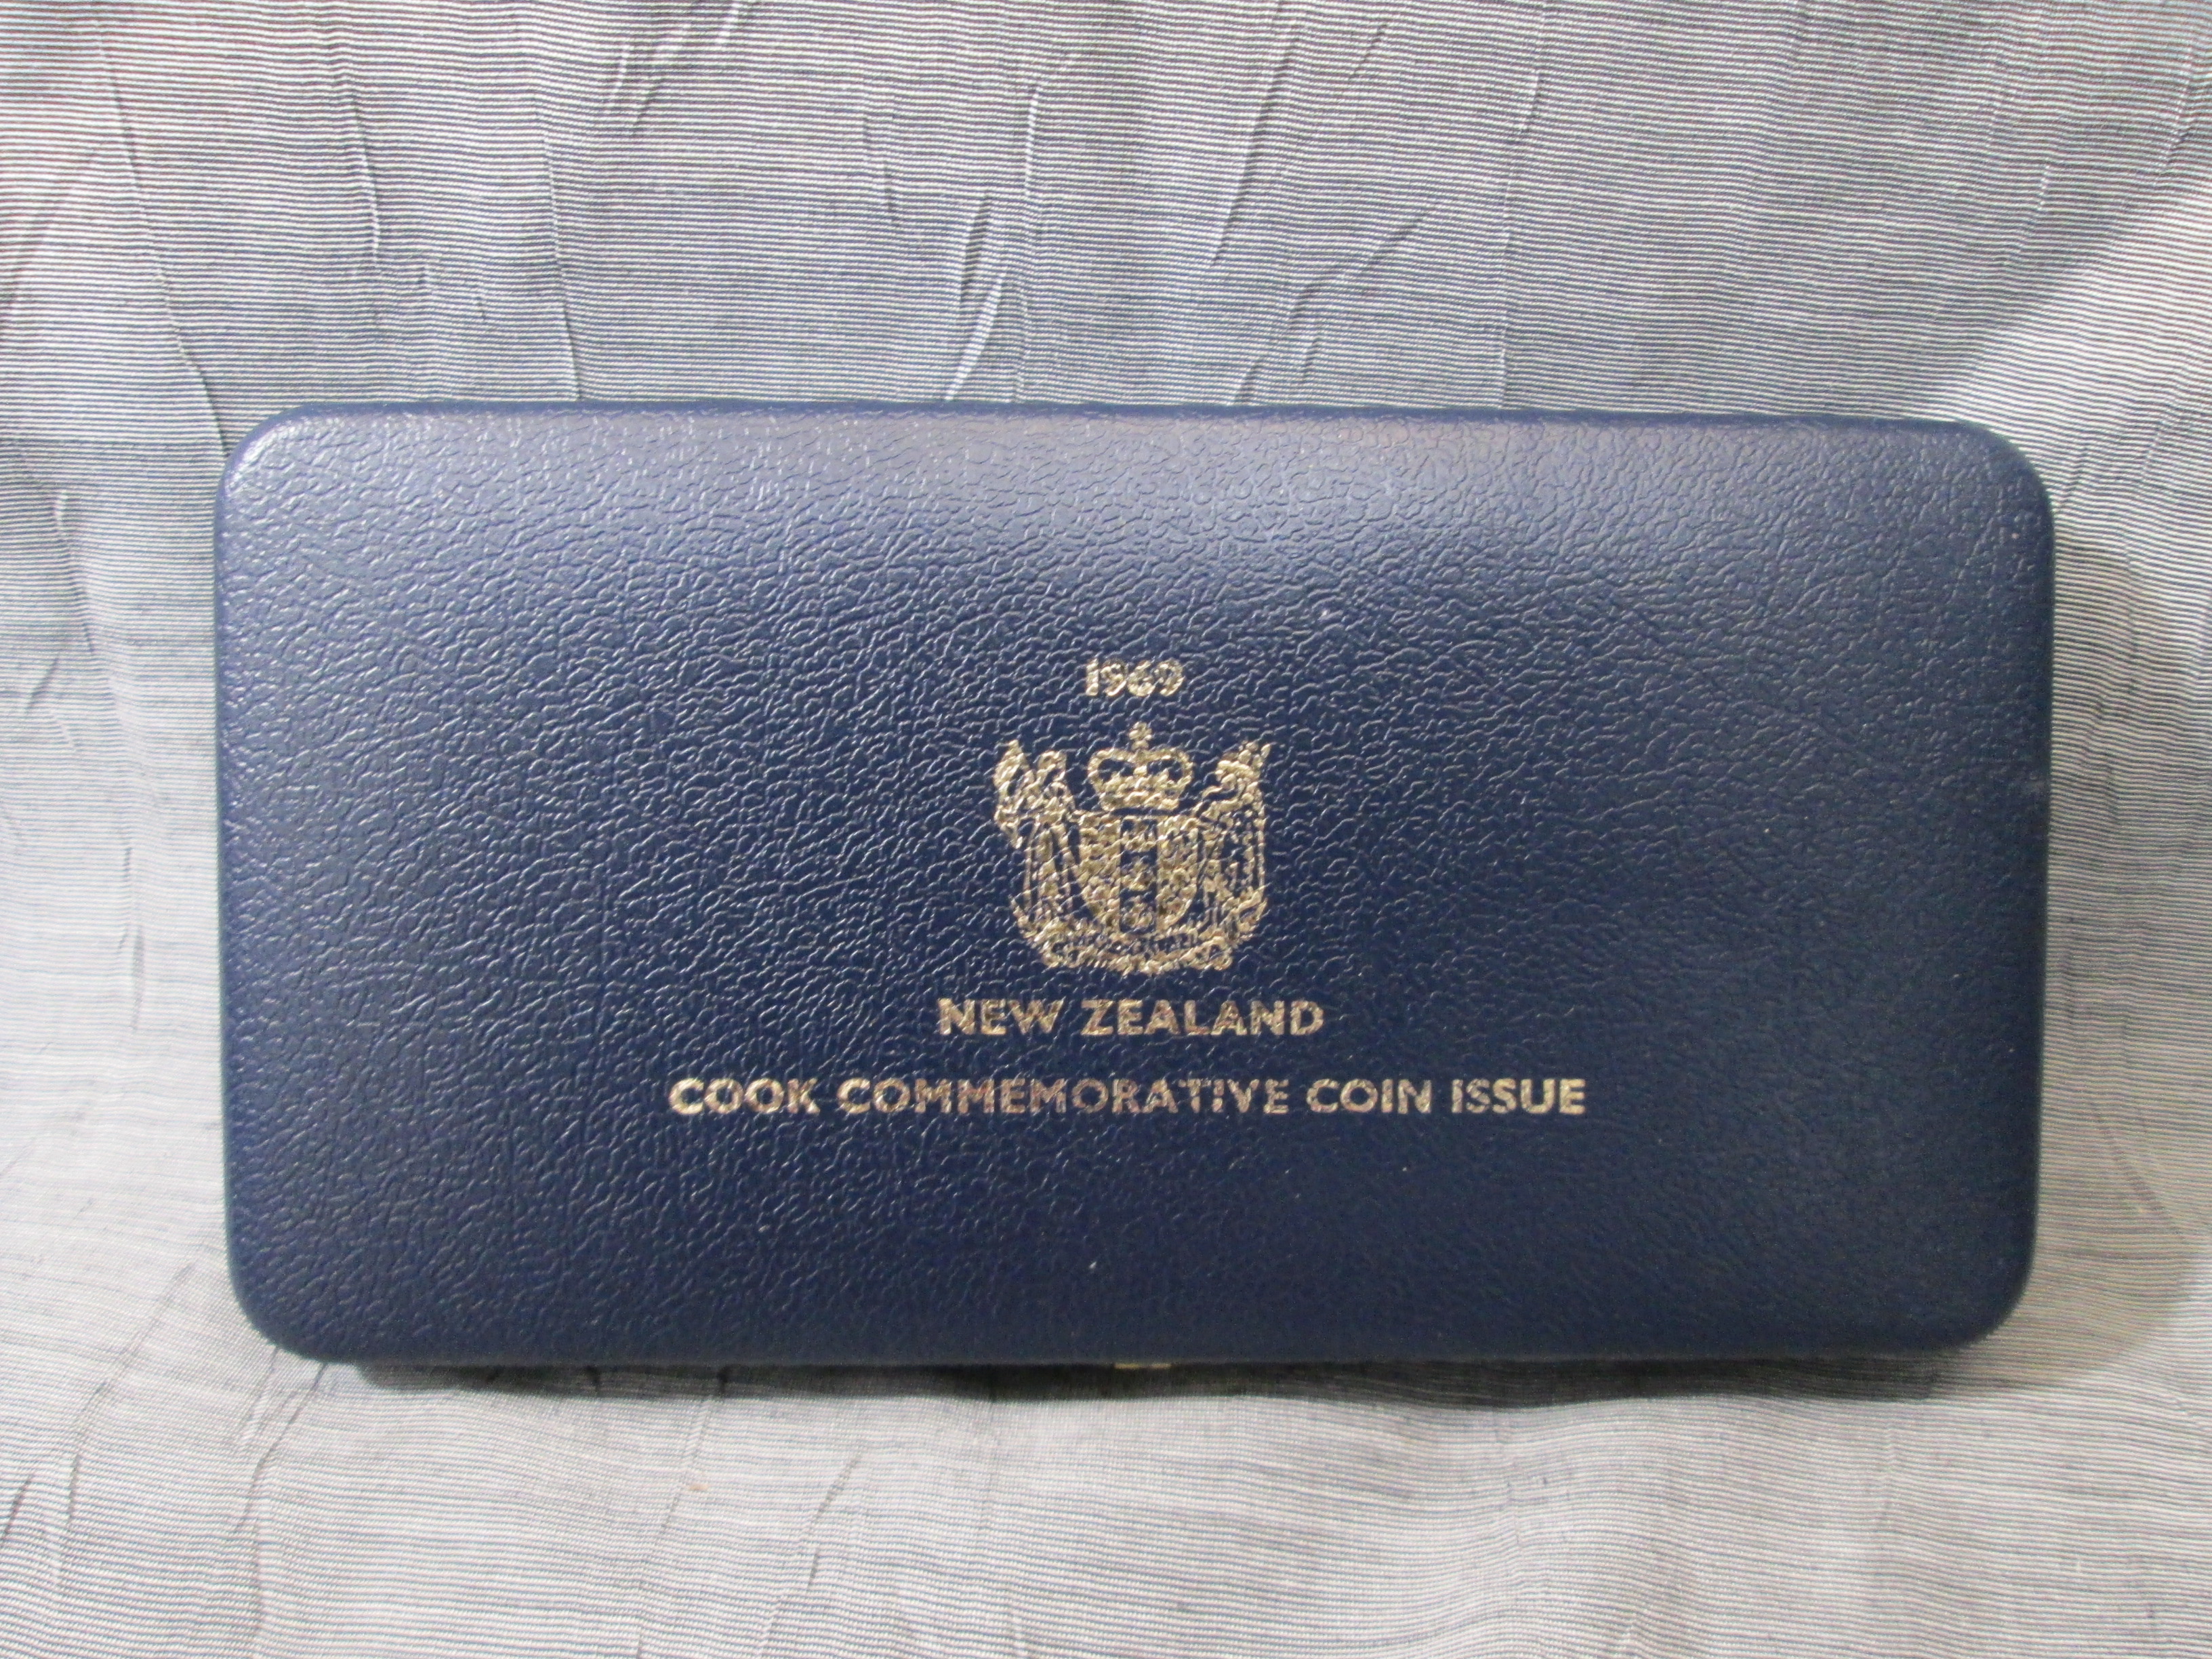 1969
NEW ZEALAND
COOK COMMEMORATIVE COIN ISSUE